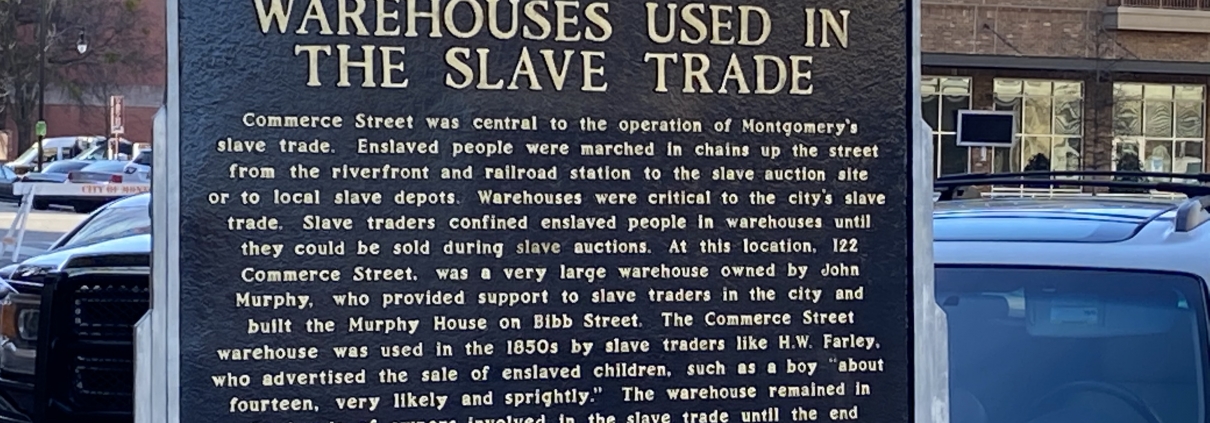 WAREHOUSES USED IN
THE SLAVE TRADE
Commerce Street was central to the operation of Montgomery's
slave trade. Enslaved people were marched in chains up the street
from the riverfront and railroad station to the slave auction site
or to local slave depots. Warehouses were critical to the city's slave
trade. Slave traders confined enslaved people in warehouses until
they could be sold during slave auctions. At this location, 122
Commerce Street, was a very large warehouse owned by John
Murphy, who provided support to slave traders in the city and
built the Murphy House on Bibb Street. The Commerce Street
warehouse was used in the 1850s by slave traders like H.W. Farley,
who advertised the sale of enslaved children, such as a boy "about
fourteen, very likely and sprightly." The warehouse remained in
involved in the slave trade until the end
CITY OF